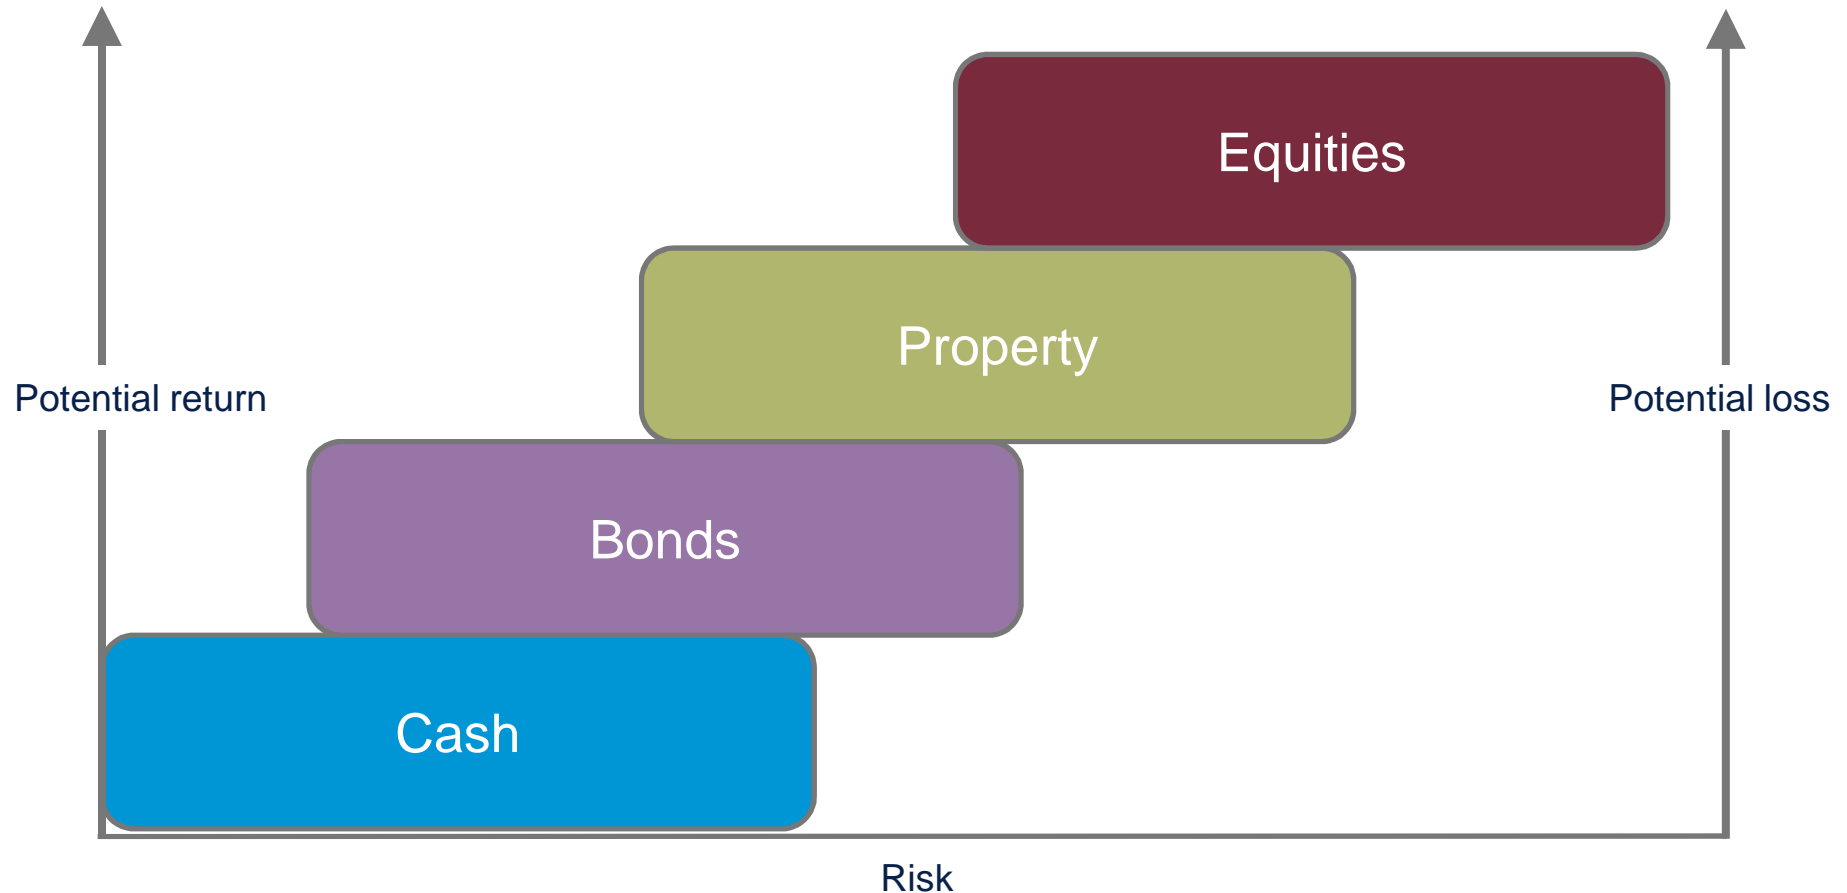 Equities
Property
Potential return
Potential loss
Bonds
Cash
Risk